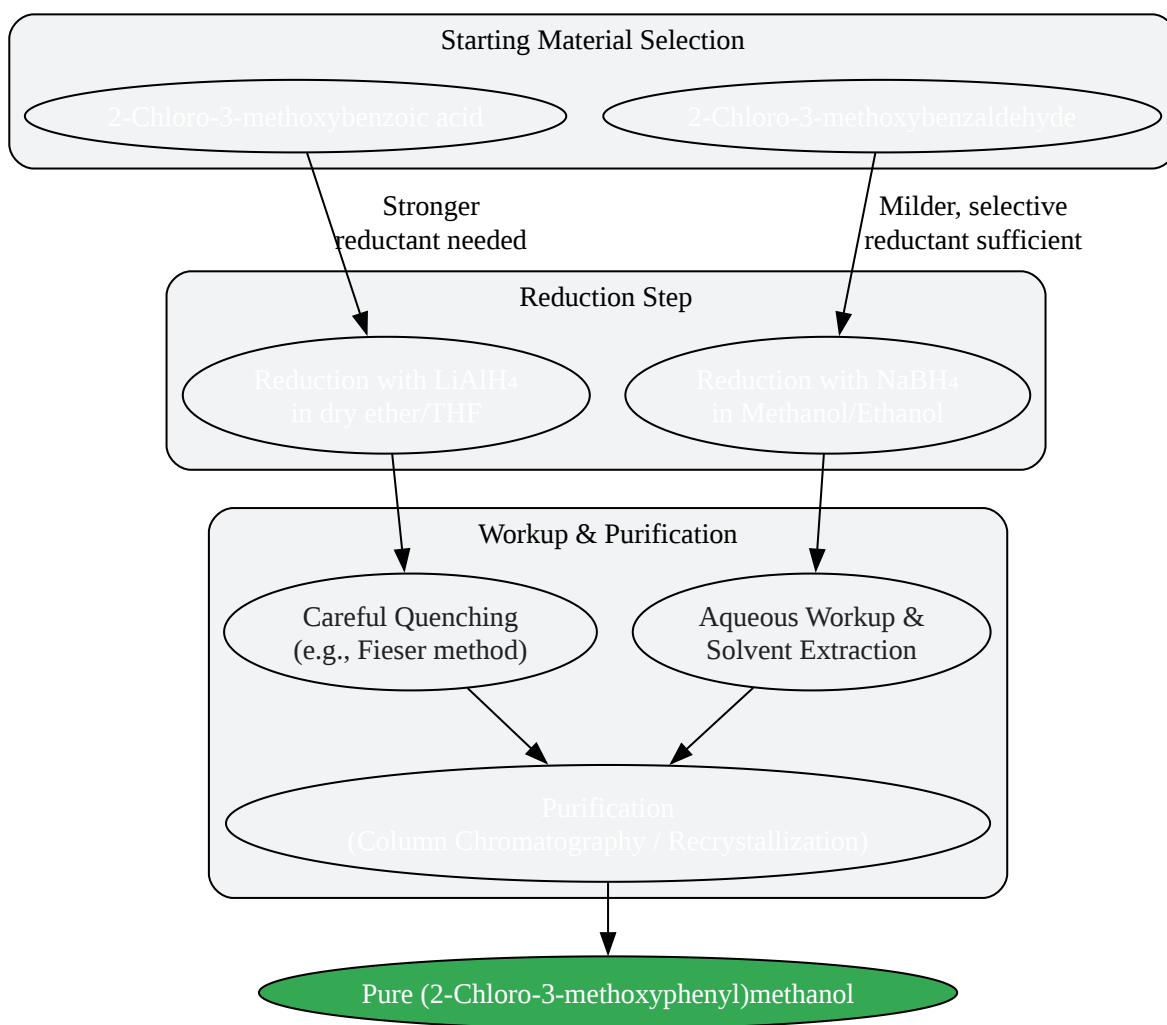 Starting Material Selection
2-Chloro-3-methoxybenzoic acid
2-Chloro-3-methoxybenzaldehyde
Stronger
reductant needed
Milder, selective
reductant sufficient
Reduction Step
Reduction with LiAlH₄
in dry ether/THF
Reduction with NaBH₄
in Methanol/Ethanol
Workup & Purification
Careful Quenching
(e.g., Fieser method)
Aqueous Workup &
Solvent Extraction
Purification
(Column Chromatography / Recrystallization)
Pure (2-Chloro-3-methoxyphenyl)methanol